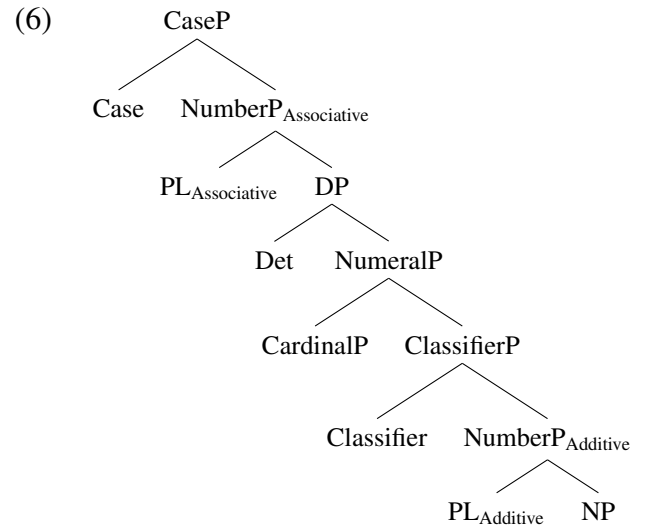 (6) CaseP
Case NumberP_Associative
PL_Associative DP
Det NumeralP
CardinalP ClassifierP
Classifier NumberP_Additive
PL_Additive NP